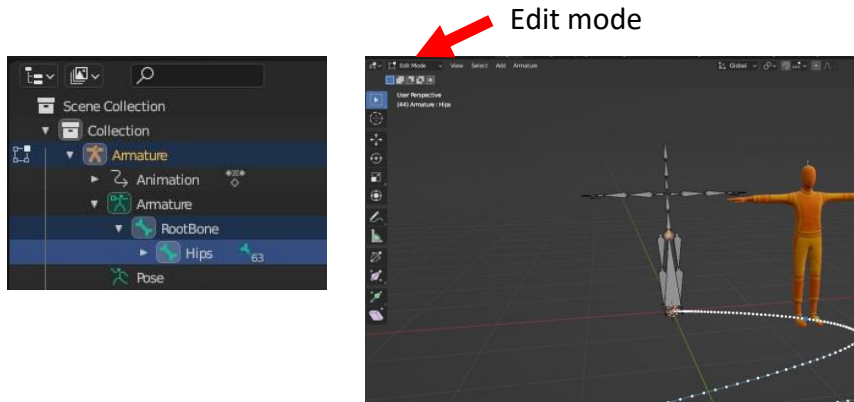 Edit mode
Scene Collection
Collection
Armature
Animation
Armature
RootBone
Hips 63
Pose
Edit Mode View Select Add Armature Global
User Perspective
(44) Armature : Hips